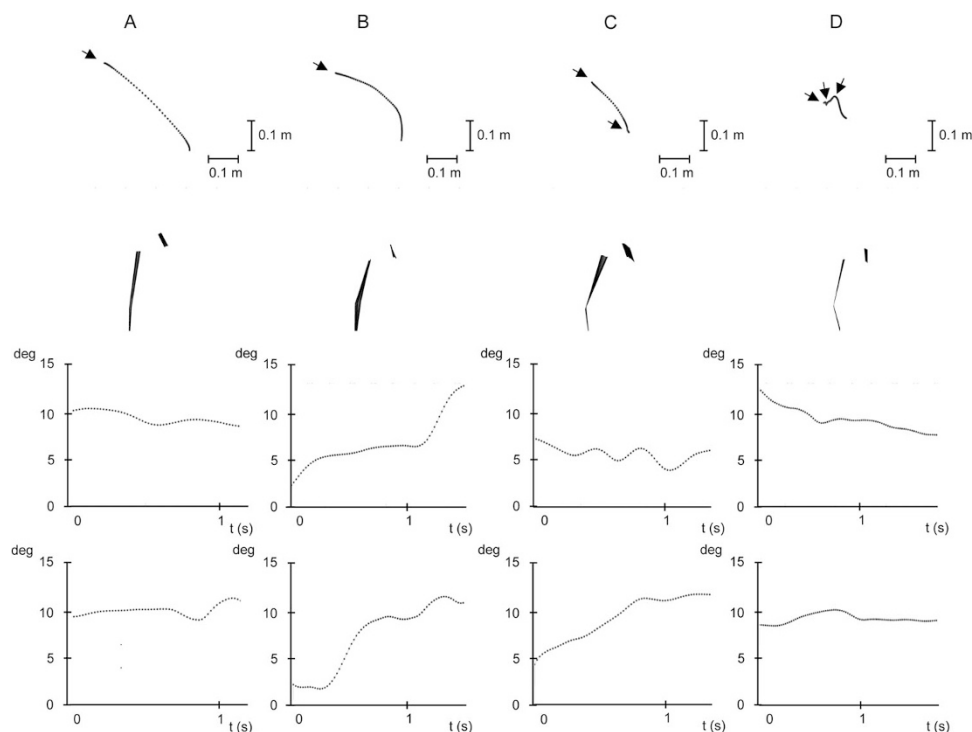 A B C D
0.1 m 0.1 m 0.1 m 0.1 m
0.1 m 0.1 m 0.1 m 0.1 m
deg deg deg deg
15 15 15 15
10 10 10 10
5 5 5 5
0 0 0 0
0 1 0 1 0 1 0 1
t (s) t (s) t (s) t (s)
deg deg deg deg
15 15 15 15
10 10 10 10
5 5 5 5
0 0 0 0
0 1 0 1 0 1 0 1
t (s) t (s) t (s) t (s)